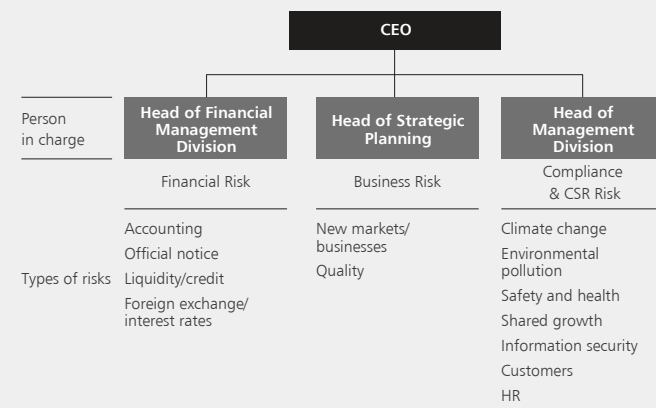 CEO
Person
in charge
Head of Financial
Management
Division
Head of Strategic
Planning
Head of
Management
Division
Financial Risk
Business Risk
Compliance
& CSR Risk
Types of risks
Accounting
Official notice
Liquidity/credit
Foreign exchange/
interest rates
New markets/
businesses
Quality
Climate change
Environmental
pollution
Safety and health
Shared growth
Information security
Customers
HR